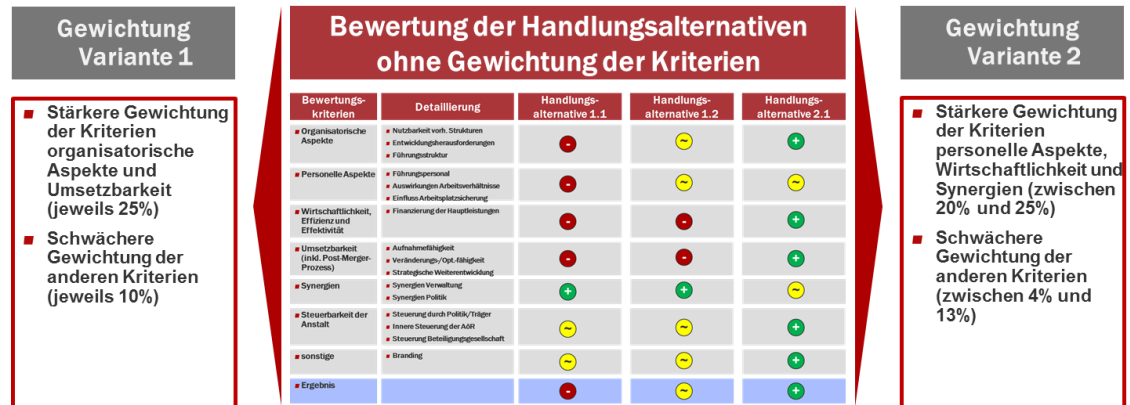 Gewichtung
Variante 1
Stärkere Gewichtung
der Kriterien
organisatorische
Aspekte und
Umsetzbarkeit
(jeweils 25%)
Schwächere
Gewichtung der
anderen Kriterien
(jeweils 10%)
Bewertung der Handlungsalternativen
ohne Gewichtung der Kriterien
Bewertungs-
kriterien
Detaillierung
Handlungs-
alternative 1.1
Handlungs-
alternative 1.2
Handlungs-
alternative 2.1
Organisatorische
Aspekte
Nutzbarkeit vorh. Strukturen
Entwicklungsherausforderungen
Führungsstruktur
- ~ +
Personelle Aspekte
Führungspersonal
Auswirkungen Arbeitsverhältnisse
Einfluss Arbeitsplatzsicherung
- ~ ~
Wirtschaftlichkeit,
Effizienz und
Effektivität
Finanzierung der Hauptleistungen
- - +
Umsetzbarkeit
(inkl. Post-Merger-
Prozess)
Aufnahmefähigkeit
Veränderungs-/Opt.-fähigkeit
Strategische Weiterentwicklung
- - +
Synergien
Synergien Verwaltung
Synergien Politik
+ + ~
Steuerbarkeit der
Anstalt
Steuerung durch Politik/Träger
Innere Steuerung der AöR
Steuerung Beteiligungsgesellschaft
~ ~ +
sonstige
Branding
~ ~ +
Ergebnis
- ~ +
Gewichtung
Variante 2
Stärkere Gewichtung
der Kriterien
personelle Aspekte,
Wirtschaftlichkeit und
Synergien (zwischen
20% und 25%)
Schwächere
Gewichtung der
anderen Kriterien
(zwischen 4% und
13%)